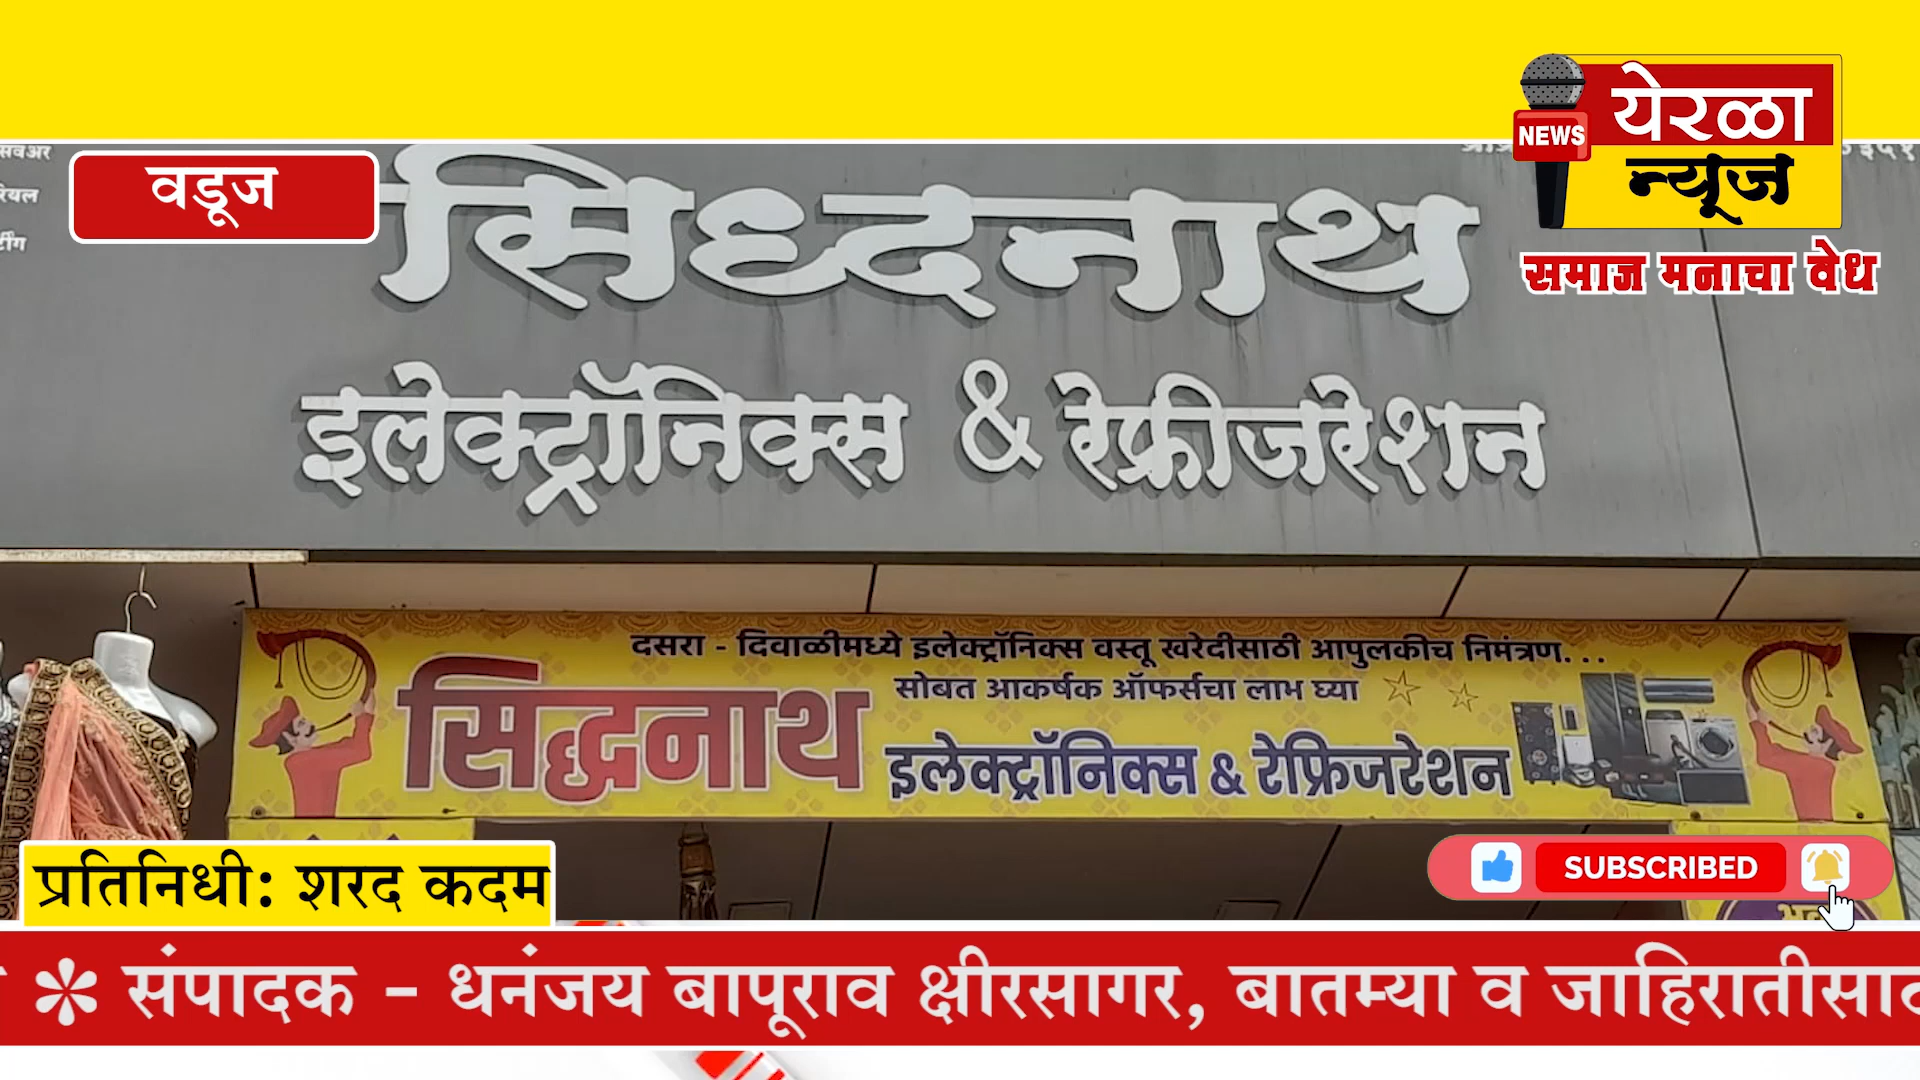 वडूज
NEWS
येरळा
न्यूज
समाज मनाचा वेध
सिध्दनाथ
इलेक्ट्रॉनिक्स & रेफ्रीजरेशन
दसरा - दिवाळीमध्ये इलेक्ट्रॉनिक्स वस्तू खरेदीसाठी आपुलकीच निमंत्रण. . .
सोबत आकर्षक ऑफर्सचा लाभ घ्या
सिद्धनाथ
इलेक्ट्रॉनिक्स & रेफ्रिजरेशन
प्रतिनिधी: शरद कदम
SUBSCRIBED
✼ संपादक - धनंजय बापूराव क्षीरसागर, बातम्या व